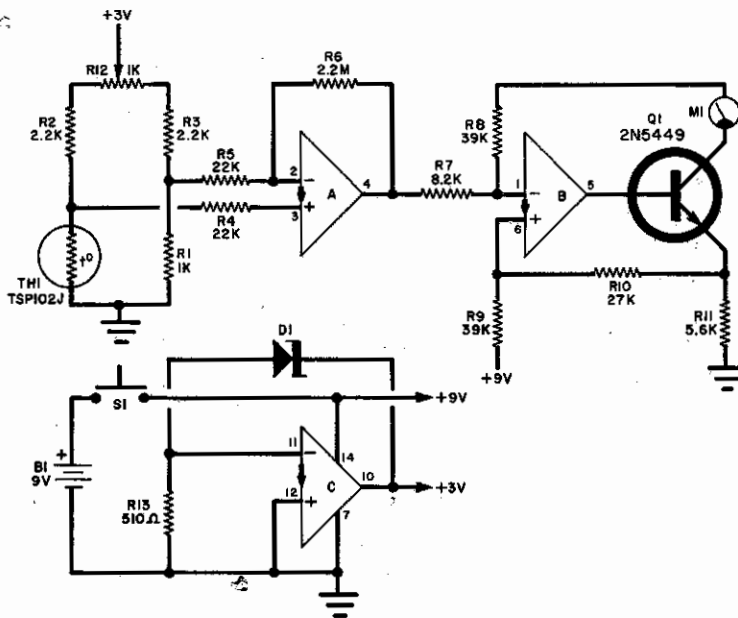 +3V
R12 1K
R2
2.2K
R3
2.2K
R6
2.2M
R5
22K
2
−
A
4
3
+
R4
22K
R7
8.2K
R8
39K
1
−
B
5
6
+
Q1
2N5449
M1
t°
TH1
TSP102J
R1
1K
R10
27K
R9
39K
+9V
R11
5.6K
D1
S1
+9V
+
B1
9V
11
−
14
C
10
12
+
7
+3V
R13
510Ω